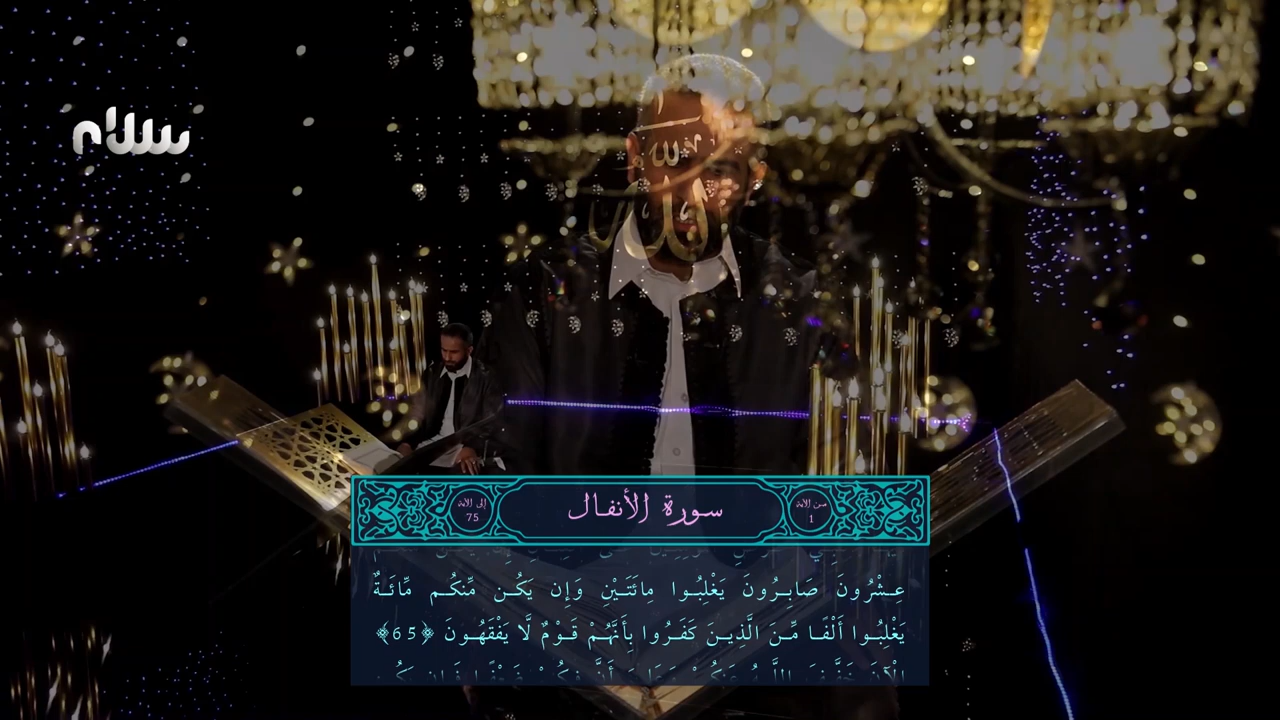 سلام
الله
سورة الأنفال
من الآية
1
إلى الآية
75
عِشْرُونَ صَابِرُونَ يَغْلِبُوا مِائَتَيْنِ وَإِن يَكُن مِّنكُم مِّائَةٌ
يَغْلِبُوا أَلْفًا مِّنَ الَّذِينَ كَفَرُوا بِأَنَّهُمْ قَوْمٌ لَّا يَفْقَهُونَ ﴿65﴾